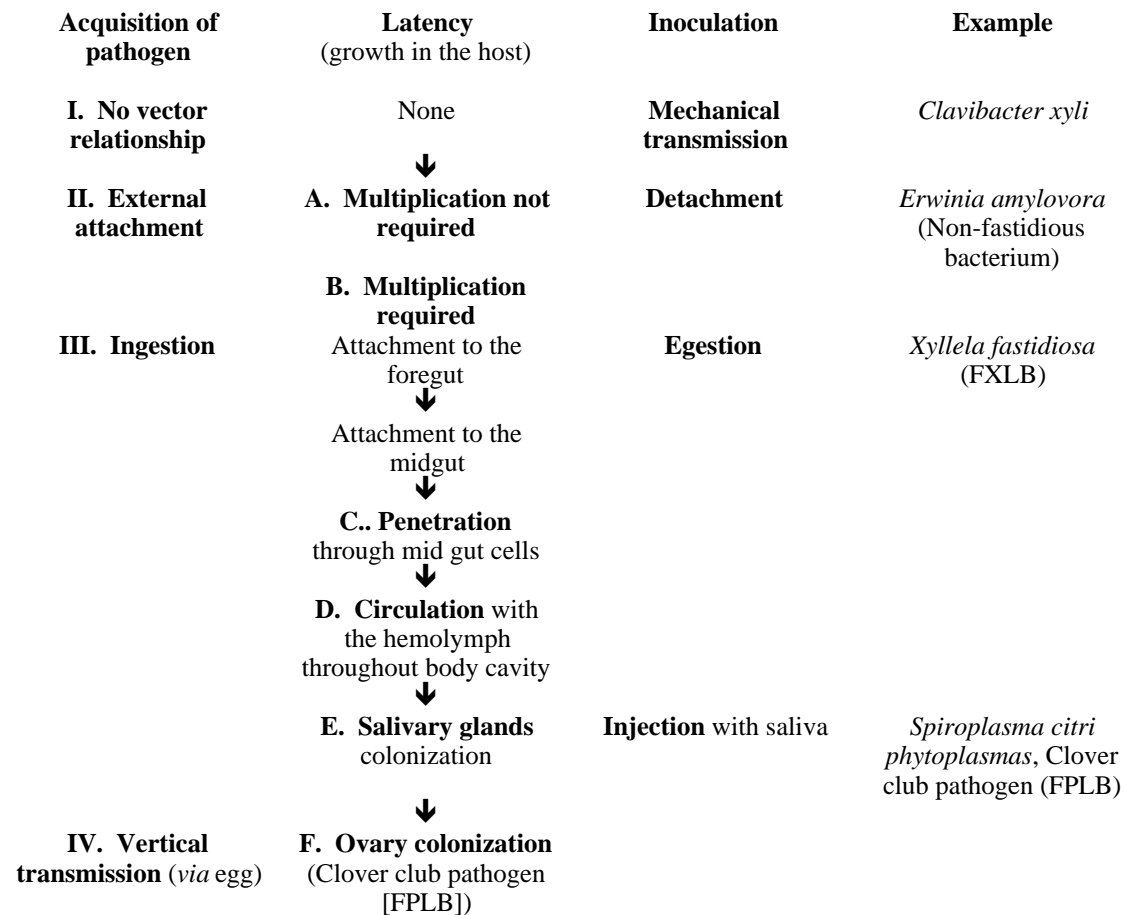 Acquisition of pathogen Latency Inoculation Example
(growth in the host)
I. No vector relationship None Mechanical transmission Clavibacter xyli
🡫
II. External attachment A. Multiplication not required Detachment Erwinia amylovora (Non-fastidious bacterium)
B. Multiplication required
III. Ingestion Attachment to the foregut Egestion Xyllela fastidiosa (FXLB)
🡫
Attachment to the midgut
🡫
C.. Penetration
through mid gut cells
🡫
D. Circulation with
the hemolymph
throughout body cavity
🡫
E. Salivary glands colonization Injection with saliva Spiroplasma citri phytoplasmas, Clover club pathogen (FPLB)
🡫
IV. Vertical transmission (via egg) F. Ovary colonization
(Clover club pathogen
[FPLB])